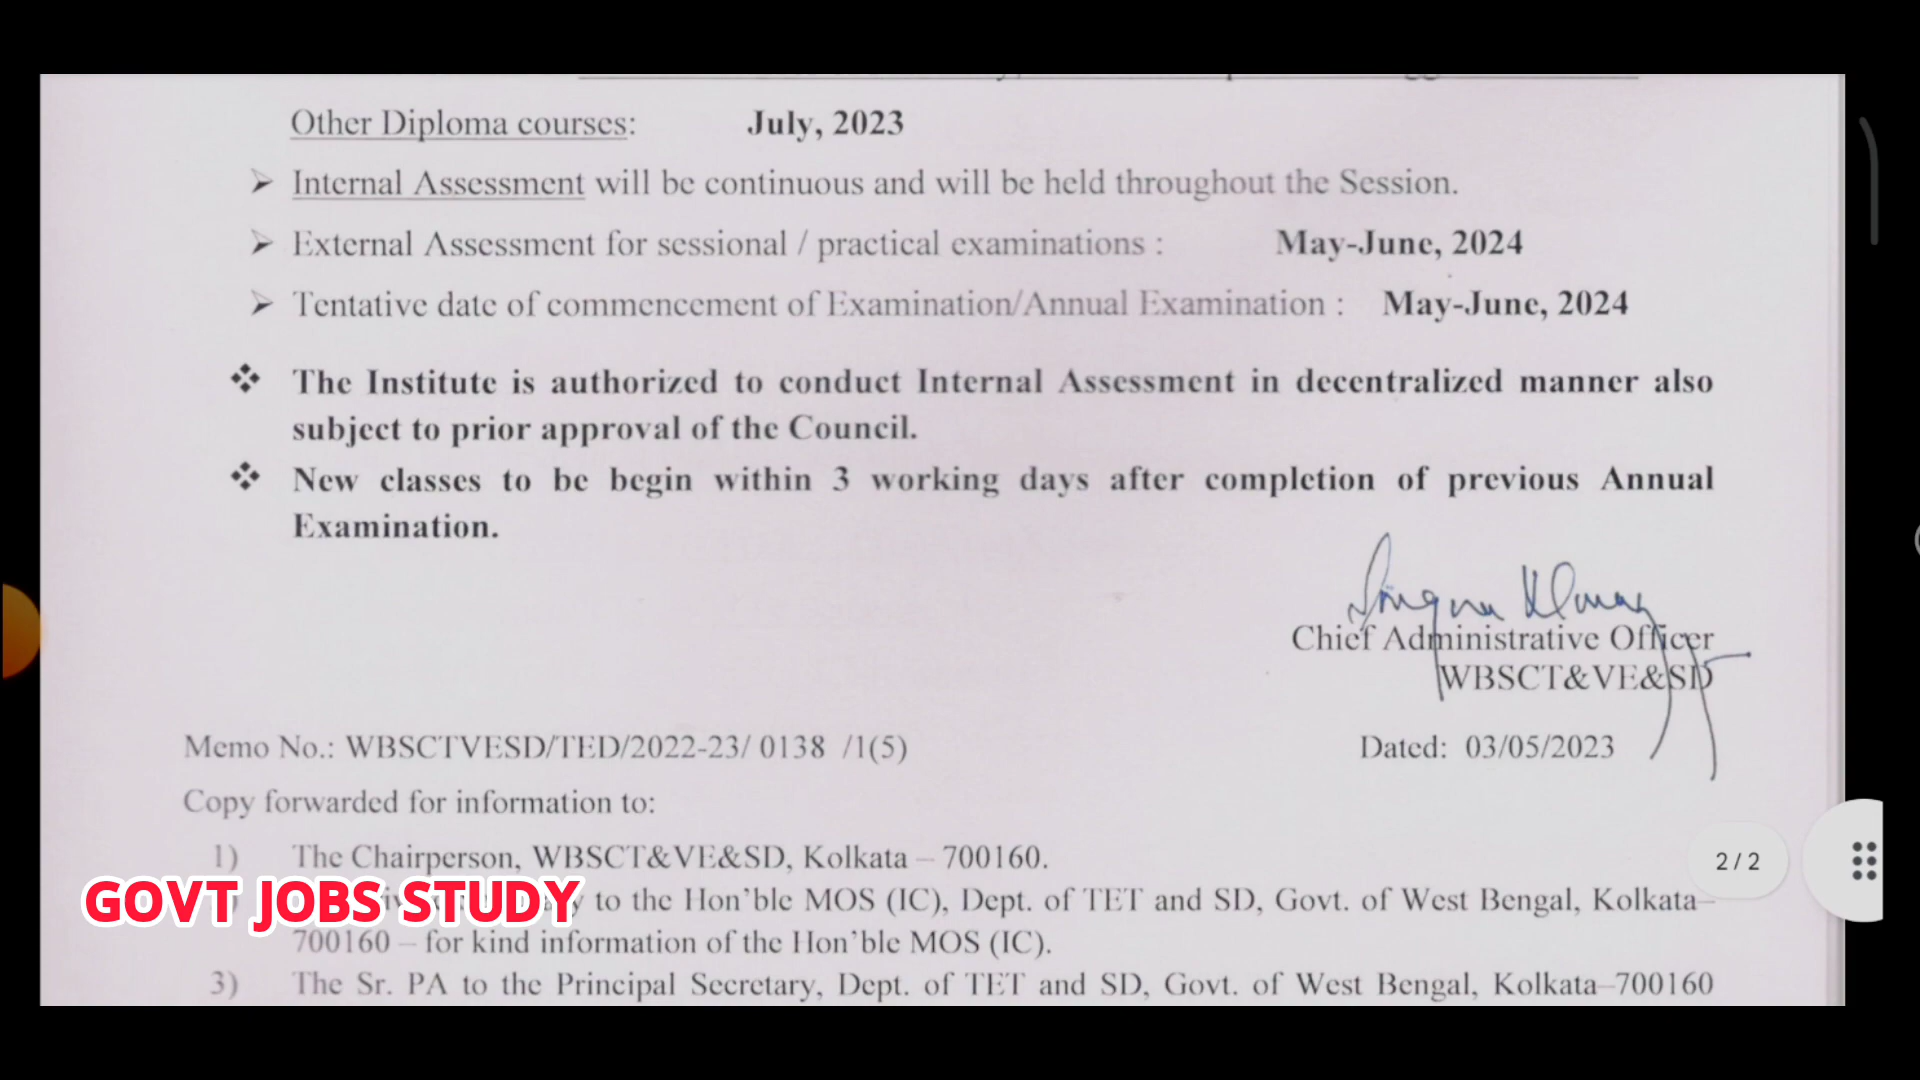 Other Diploma courses: July, 2023
➢ Internal Assessment will be continuous and will be held throughout the Session.
➢ External Assessment for sessional / practical examinations : May-June, 2024
➢ Tentative date of commencement of Examination/Annual Examination : May-June, 2024
❖ The Institute is authorized to conduct Internal Assessment in decentralized manner also
subject to prior approval of the Council.
❖ New classes to be begin within 3 working days after completion of previous Annual
Examination.
Chief Administrative Officer
WBSCT&VE&SD
Memo No.: WBSCTVESD/TED/2022-23/ 0138 /1(5) Dated: 03/05/2023
Copy forwarded for information to:
1) The Chairperson, WBSCT&VE&SD, Kolkata – 700160.
to the Hon'ble MOS (IC), Dept. of TET and SD, Govt. of West Bengal, Kolkata–
GOVT JOBS STUDY
700160 – for kind information of the Hon'ble MOS (IC).
3) The Sr. PA to the Principal Secretary, Dept. of TET and SD, Govt. of West Bengal, Kolkata–700160
2 / 2